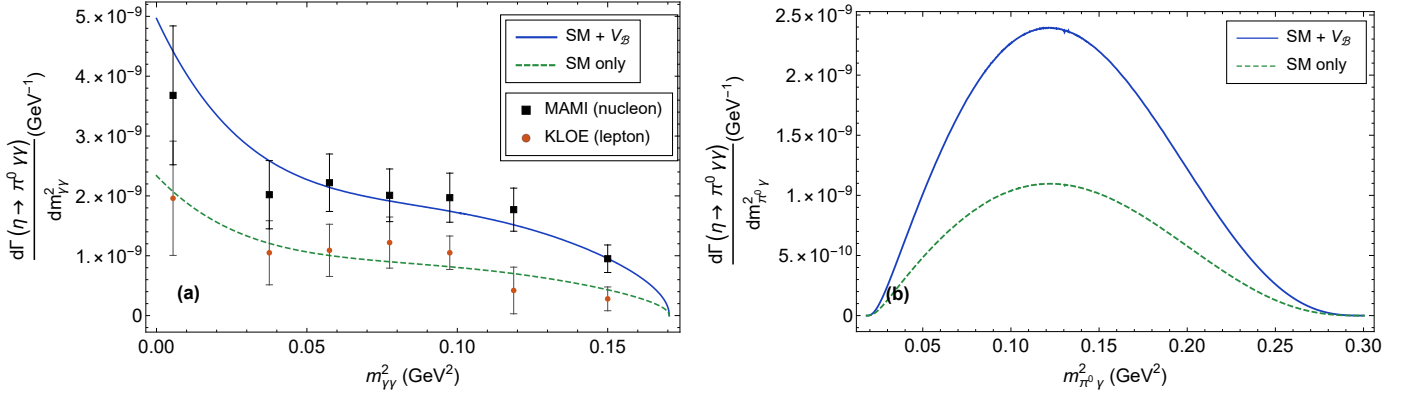 5.×10⁻⁹
4.×10⁻⁹
3.×10⁻⁹
2.×10⁻⁹
1.×10⁻⁹
0
dΓ(η→ π⁰ γγ)
dm²γγ
(GeV⁻¹)
SM + V_ℬ
SM only
MAMI (nucleon)
KLOE (lepton)
(a)
0.00 0.05 0.10 0.15
m²γγ (GeV²)
2.5×10⁻⁹
2.×10⁻⁹
1.5×10⁻⁹
1.×10⁻⁹
5.×10⁻¹⁰
0
dΓ(η→ π⁰ γγ)
dm²π⁰ γ
(GeV⁻¹)
SM + V_ℬ
SM only
(b)
0.05 0.10 0.15 0.20 0.25 0.30
m²π⁰ γ (GeV²)